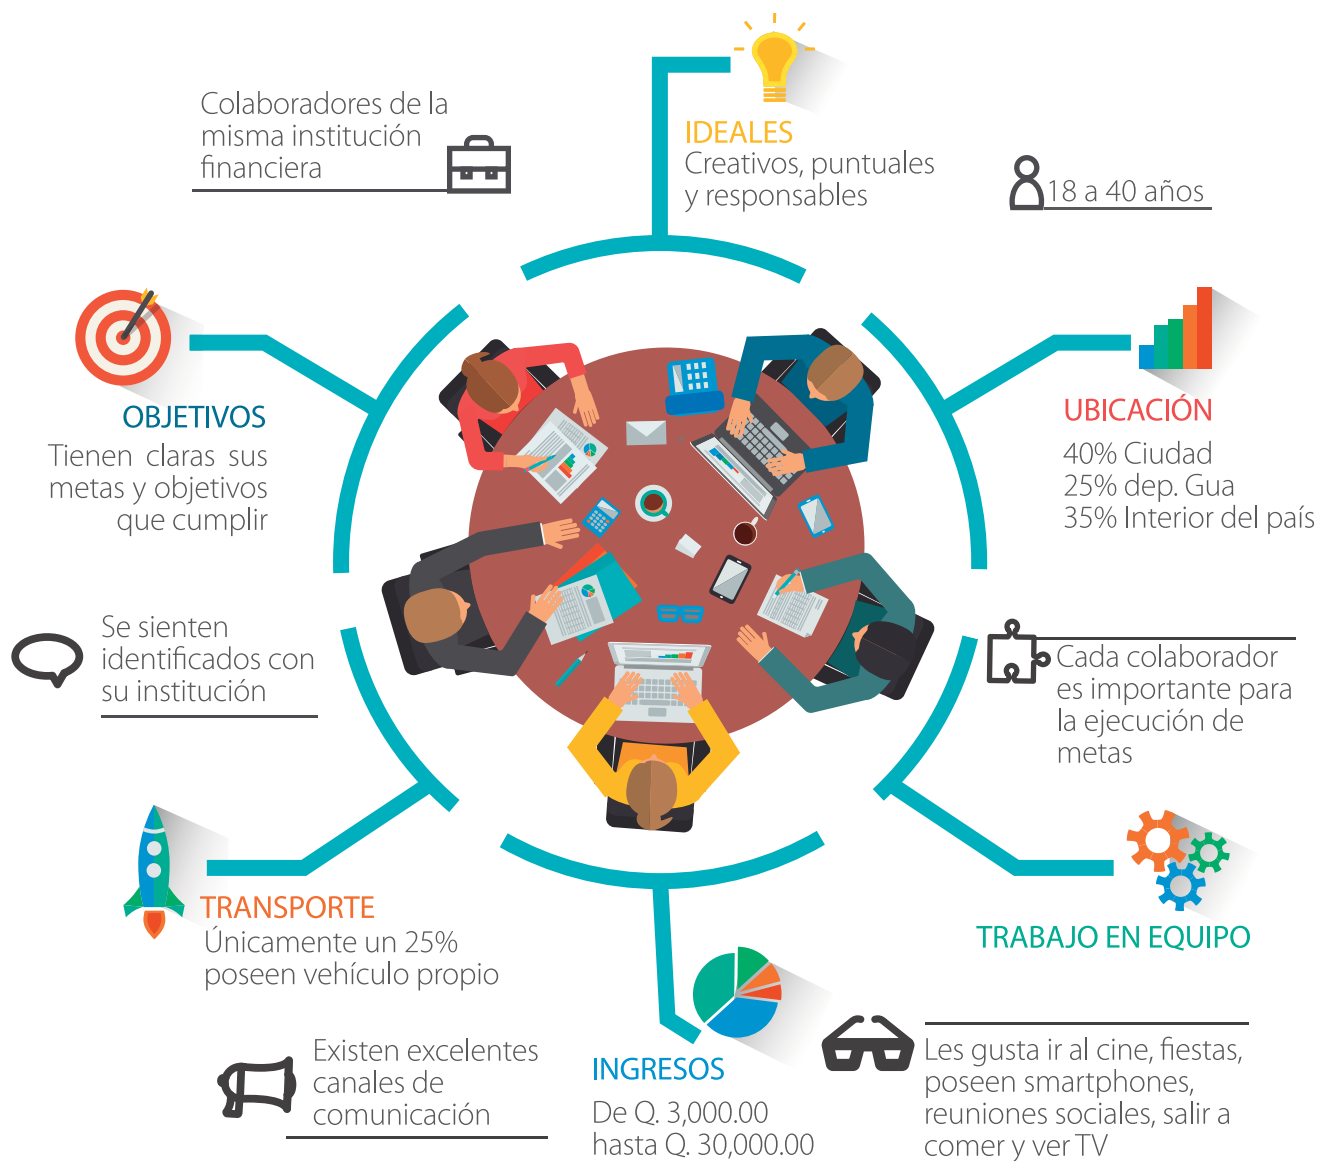 Colaboradores de la
misma institución
financiera
IDEALES
Creativos, puntuales
y responsables
18 a 40 años
OBJETIVOS
Tienen claras sus
metas y objetivos
que cumplir
UBICACIÓN
40% Ciudad
25% dep. Gua
35% Interior del país
Se sienten
identificados con
su institución
Cada colaborador
es importante para
la ejecución de
metas
TRANSPORTE
Únicamente un 25%
poseen vehículo propio
TRABAJO EN EQUIPO
Existen excelentes
canales de
comunicación
INGRESOS
De Q. 3,000.00
hasta Q. 30,000.00
Les gusta ir al cine, fiestas,
poseen smartphones,
reuniones sociales, salir a
comer y ver TV